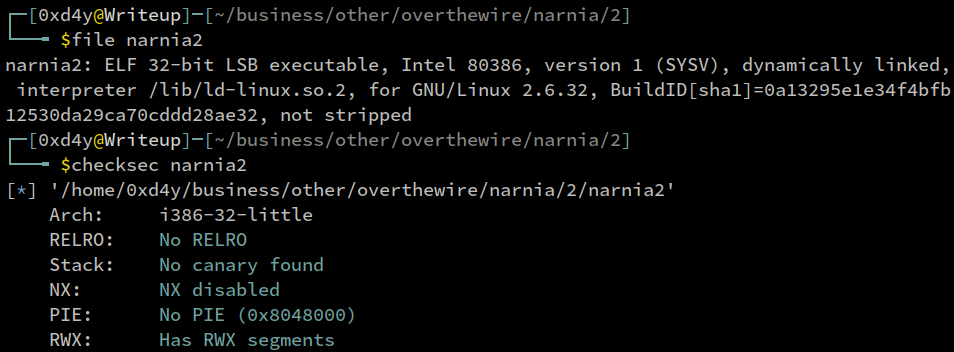 ┌─[0xd4y@Writeup]─[~/business/other/overthewire/narnia/2]
└──╼ $file narnia2
narnia2: ELF 32-bit LSB executable, Intel 80386, version 1 (SYSV), dynamically linked,
 interpreter /lib/ld-linux.so.2, for GNU/Linux 2.6.32, BuildID[sha1]=0a13295e1e34f4bfb
12530da29ca70cddd28ae32, not stripped
┌─[0xd4y@Writeup]─[~/business/other/overthewire/narnia/2]
└──╼ $checksec narnia2
[*] '/home/0xd4y/business/other/overthewire/narnia/2/narnia2'
    Arch:     i386-32-little
    RELRO:    No RELRO
    Stack:    No canary found
    NX:       NX disabled
    PIE:      No PIE (0x8048000)
    RWX:      Has RWX segments